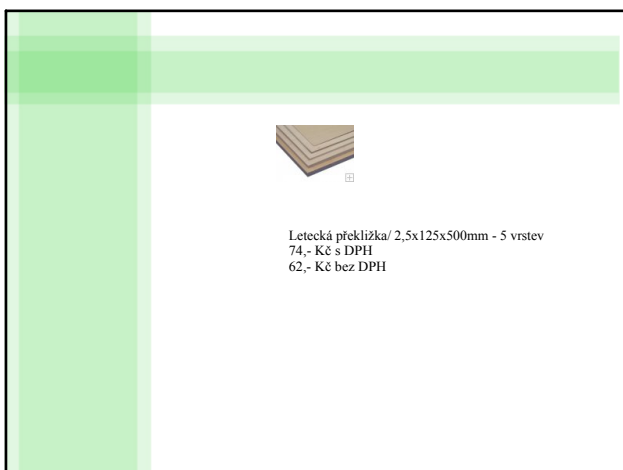 Letecká překližka/ 2,5x125x500mm - 5 vrstev
74,- Kč s DPH
62,- Kč bez DPH